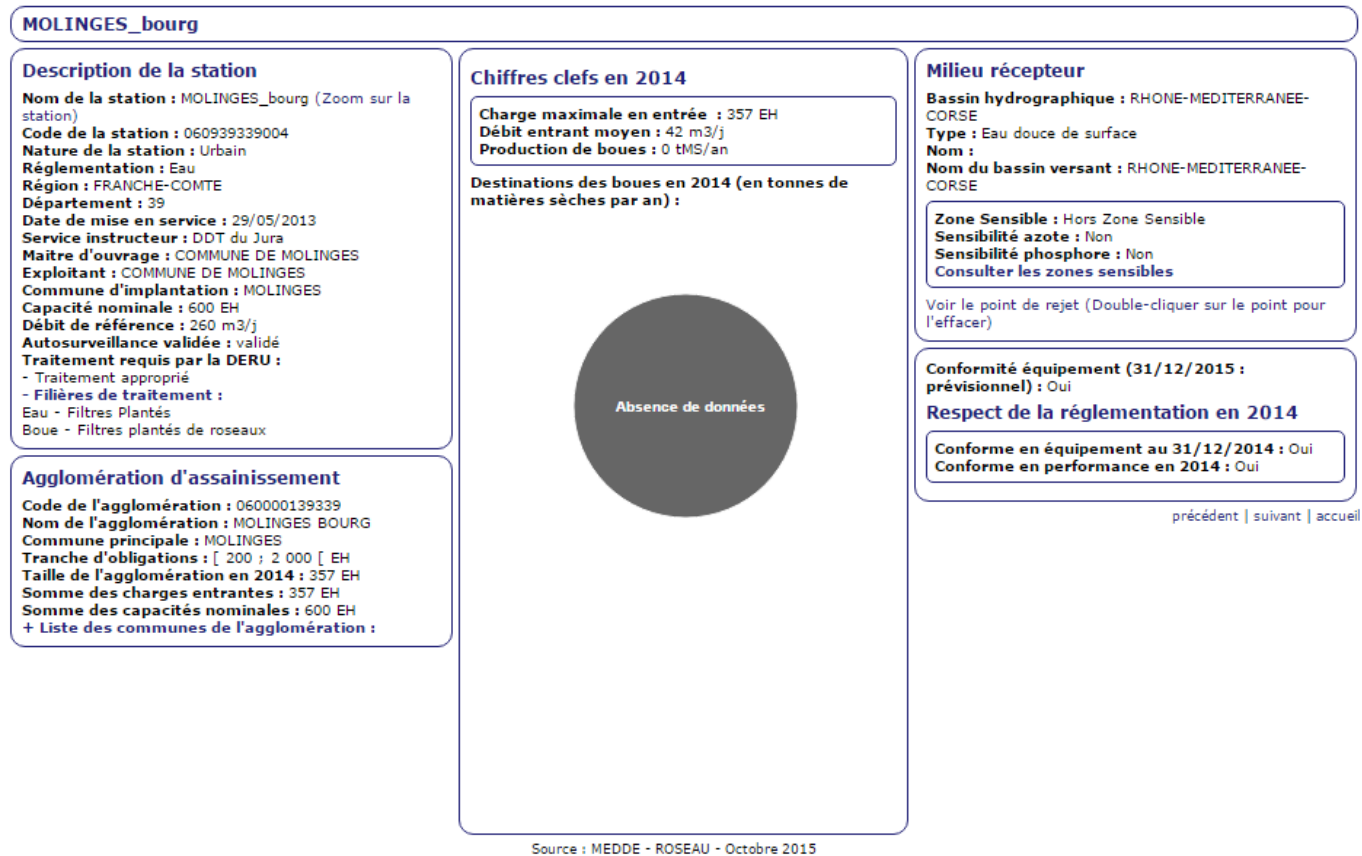 MOLINGES_bourg
Description de la station
Nom de la station : MOLINGES_bourg (Zoom sur la
station)
Code de la station : 060939339004
Nature de la station : Urbain
Réglementation : Eau
Région : FRANCHE-COMTE
Département : 39
Date de mise en service : 29/05/2013
Service instructeur : DDT du Jura
Maitre d'ouvrage : COMMUNE DE MOLINGES
Exploitant : COMMUNE DE MOLINGES
Commune d'implantation : MOLINGES
Capacité nominale : 600 EH
Débit de référence : 260 m3/j
Autosurveillance validée : validé
Traitement requis par la DERU :
- Traitement approprié
- Filières de traitement :
Eau - Filtres Plantés
Boue - Filtres plantés de roseaux
Agglomération d'assainissement
Code de l'agglomération : 060000139339
Nom de l'agglomération : MOLINGES BOURG
Commune principale : MOLINGES
Tranche d'obligations : [ 200 ; 2 000 [ EH
Taille de l'agglomération en 2014 : 357 EH
Somme des charges entrantes : 357 EH
Somme des capacités nominales : 600 EH
+ Liste des communes de l'agglomération :
Chiffres clefs en 2014
Charge maximale en entrée : 357 EH
Débit entrant moyen : 42 m3/j
Production de boues : 0 tMS/an
Destinations des boues en 2014 (en tonnes de
matières sèches par an) :
Absence de données
Milieu récepteur
Bassin hydrographique : RHONE-MEDITERRANEE-
CORSE
Type : Eau douce de surface
Nom :
Nom du bassin versant : RHONE-MEDITERRANEE-
CORSE
Zone Sensible : Hors Zone Sensible
Sensibilité azote : Non
Sensibilité phosphore : Non
Consulter les zones sensibles
Voir le point de rejet (Double-cliquer sur le point pour
l'effacer)
Conformité équipement (31/12/2015 :
prévisionnel) : Oui
Respect de la réglementation en 2014
Conforme en équipement au 31/12/2014 : Oui
Conforme en performance en 2014 : Oui
précédent | suivant | accueil
Source : MEDDE - ROSEAU - Octobre 2015